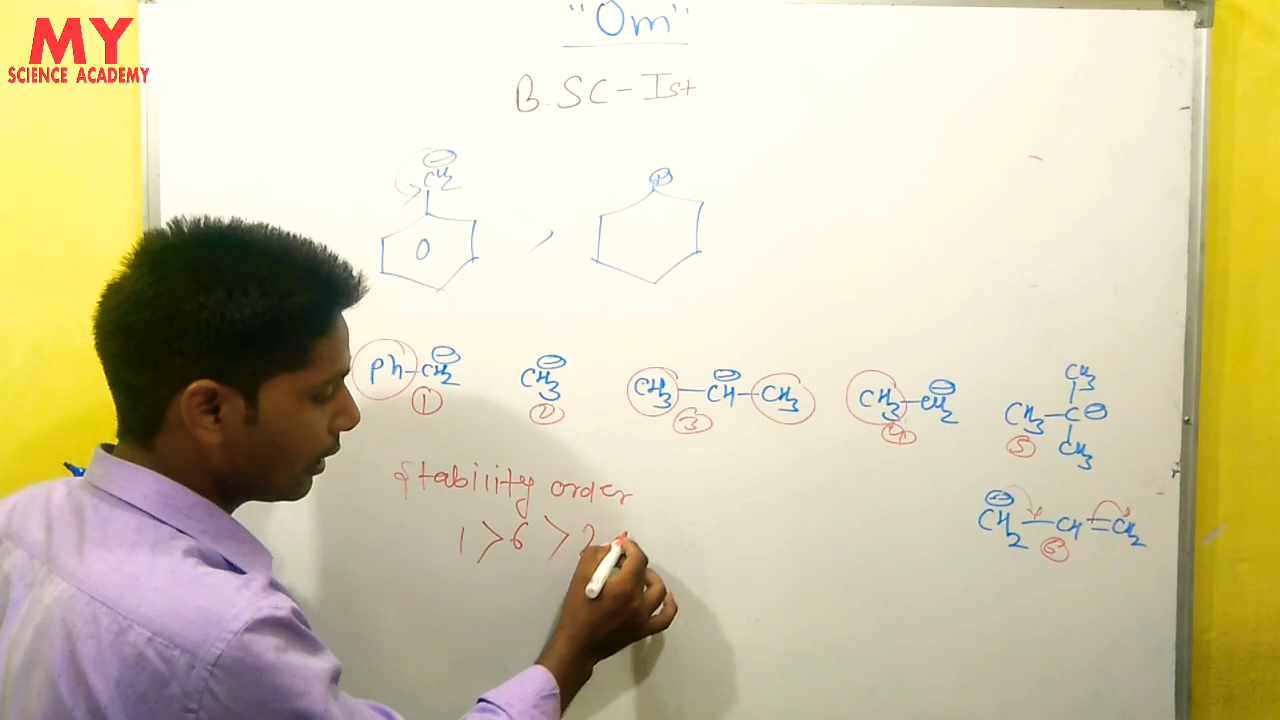 MY
SCIENCE ACADEMY
"Om"
B.SC-Ist
⊖
CH2
⊕
Ph-CH2 ⊖
1
CH3 ⊖
2
CH3-CH-CH3 ⊖
3
CH3-CH2 ⊖
4
CH3
CH3-C ⊖
CH3
5
Stability order
1 > 6 > 2
⊖
CH2-CH=CH2
6